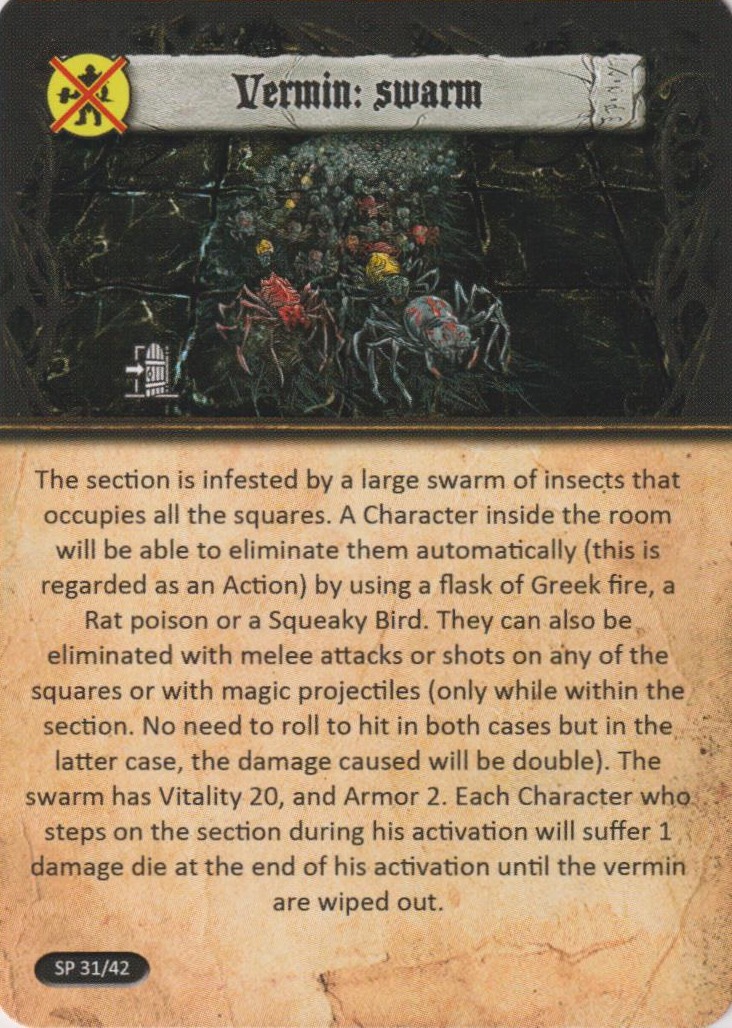 Vermin: swarm
The section is infested by a large swarm of insects that
occupies all the squares. A Character inside the room
will be able to eliminate them automatically (this is
regarded as an Action) by using a flask of Greek fire, a
Rat poison or a Squeaky Bird. They can also be
eliminated with melee attacks or shots on any of the
squares or with magic projectiles (only while within the
section. No need to roll to hit in both cases but in the
latter case, the damage caused will be double). The
swarm has Vitality 20, and Armor 2. Each Character who
steps on the section during his activation will suffer 1
damage die at the end of his activation until the vermin
are wiped out.
SP 31/42